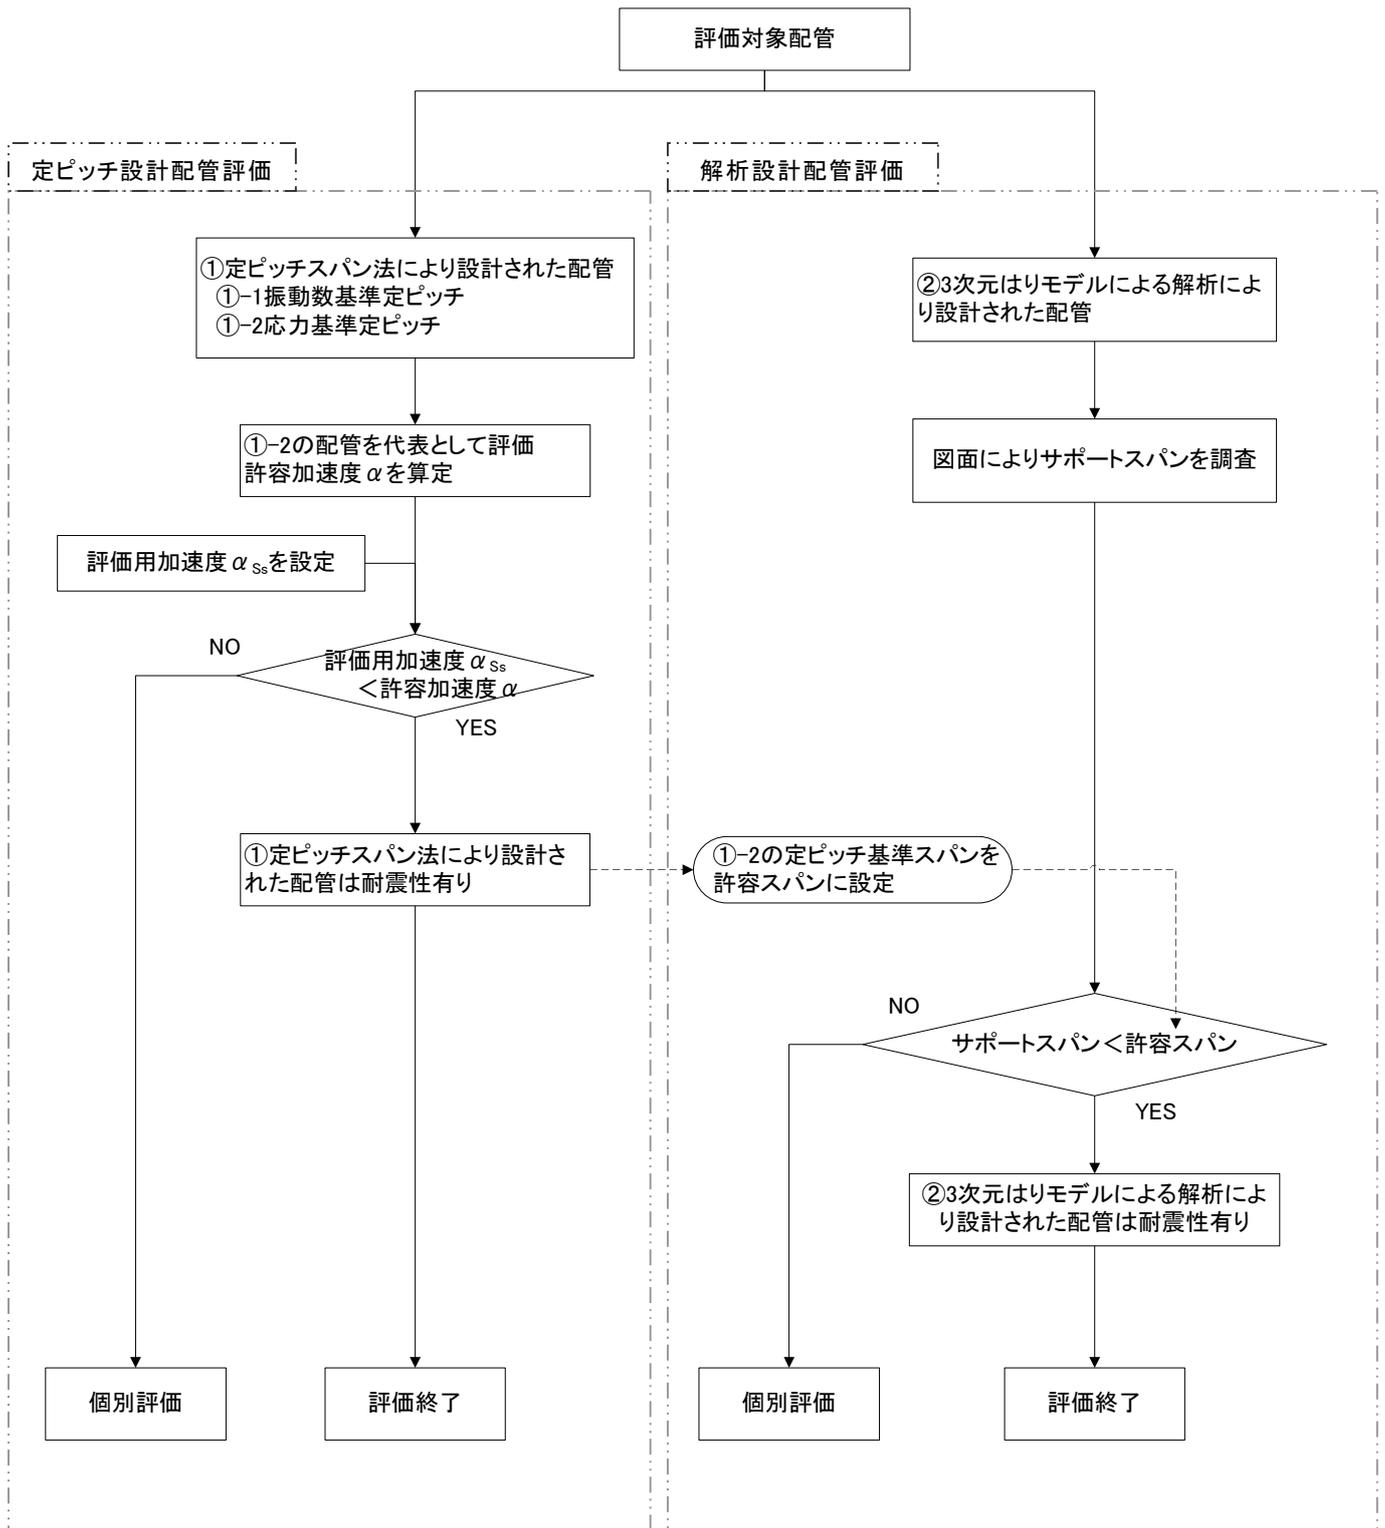 評価対象配管
定ピッチ設計配管評価
①定ピッチスパン法により設計された配管
①-1振動数基準定ピッチ
①-2応力基準定ピッチ
①-2の配管を代表として評価
許容加速度αを算定
評価用加速度αSsを設定
評価用加速度αSs
＜許容加速度α
NO
YES
①定ピッチスパン法により設計さ
れた配管は耐震性有り
個別評価
評価終了
解析設計配管評価
②3次元はりモデルによる解析によ
り設計された配管
図面によりサポートスパンを調査
①-2の定ピッチ基準スパンを
許容スパンに設定
サポートスパン＜許容スパン
NO
YES
②3次元はりモデルによる解析によ
り設計された配管は耐震性有り
個別評価
評価終了